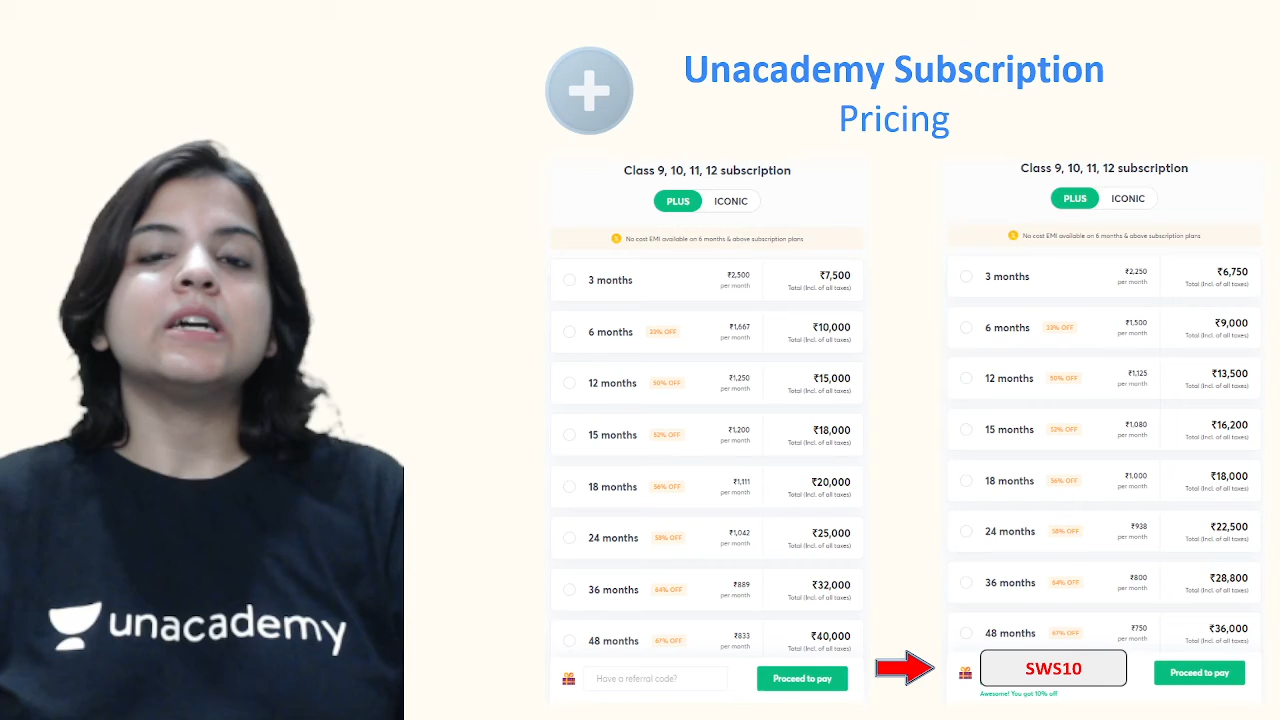 Unacademy Subscription
Pricing
Class 9, 10, 11, 12 subscription
PLUS ICONIC
No cost EMI available on 6 months & above subscription plans
3 months ₹2,500 ₹7,500
per month Total (Incl. of all taxes)
6 months 33% OFF ₹1,667 ₹10,000
per month Total (Incl. of all taxes)
12 months 50% OFF ₹1,250 ₹15,000
per month Total (Incl. of all taxes)
15 months 52% OFF ₹1,200 ₹18,000
per month Total (Incl. of all taxes)
18 months 56% OFF ₹1,111 ₹20,000
per month Total (Incl. of all taxes)
24 months 58% OFF ₹1,042 ₹25,000
per month Total (Incl. of all taxes)
36 months 64% OFF ₹889 ₹32,000
per month Total (Incl. of all taxes)
48 months 67% OFF ₹833 ₹40,000
per month Total (Incl. of all taxes)
Have a referral code? Proceed to pay
Class 9, 10, 11, 12 subscription
PLUS ICONIC
No cost EMI available on 6 months & above subscription plans
3 months ₹2,250 ₹6,750
per month Total (Incl. of all taxes)
6 months 33% OFF ₹1,500 ₹9,000
per month Total (Incl. of all taxes)
12 months 50% OFF ₹1,125 ₹13,500
per month Total (Incl. of all taxes)
15 months 52% OFF ₹1,080 ₹16,200
per month Total (Incl. of all taxes)
18 months 56% OFF ₹1,000 ₹18,000
per month Total (Incl. of all taxes)
24 months 58% OFF ₹938 ₹22,500
per month Total (Incl. of all taxes)
36 months 64% OFF ₹800 ₹28,800
per month Total (Incl. of all taxes)
48 months 67% OFF ₹750 ₹36,000
per month Total (Incl. of all taxes)
SWS10 Proceed to pay
Awesome! You got 10% off
unacademy